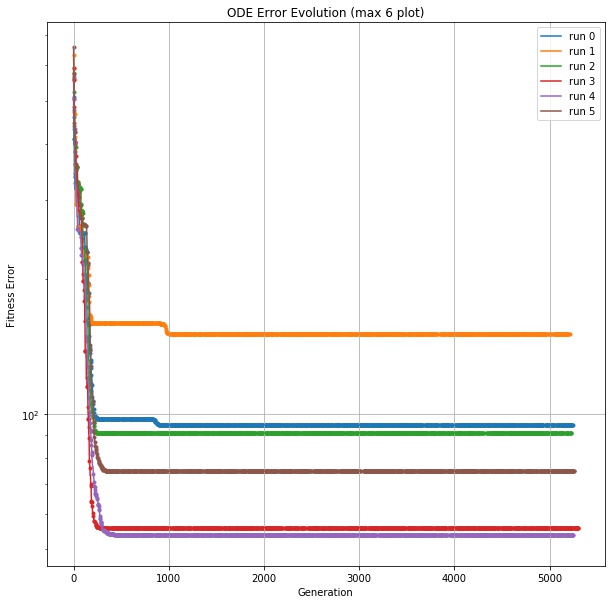 ODE Error Evolution (max 6 plot)
run 0
run 1
run 2
run 3
run 4
run 5
Fitness Error
10²
0 1000 2000 3000 4000 5000
Generation